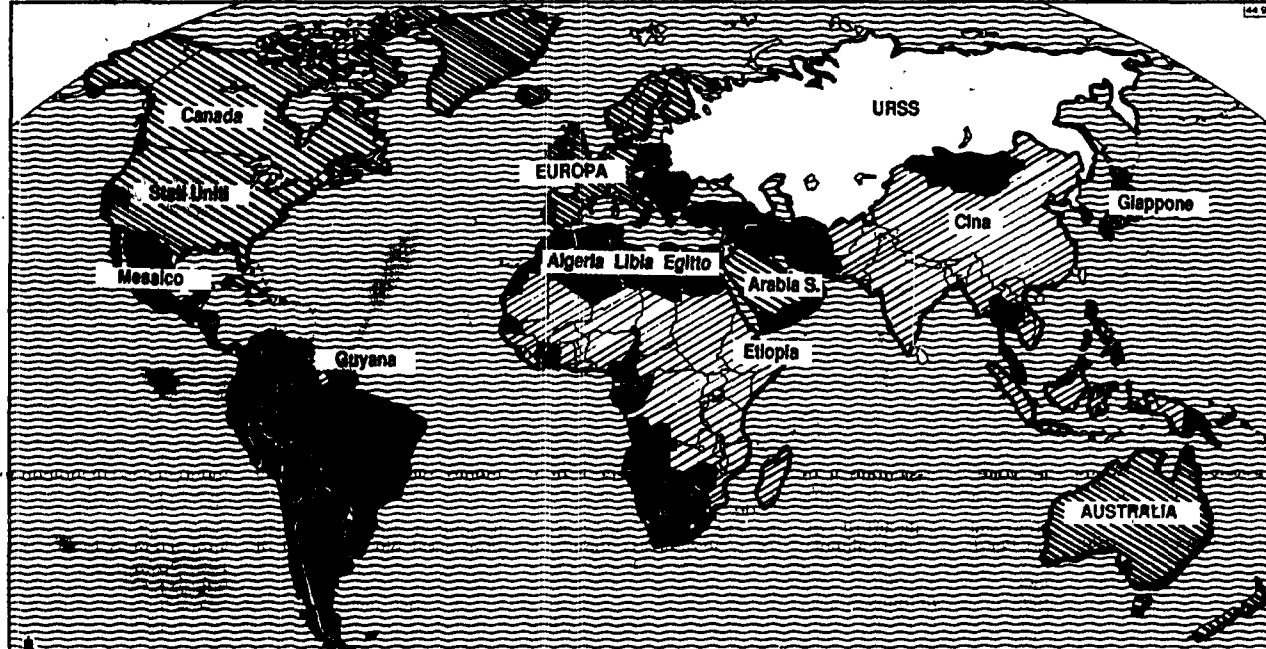 Canada
URSS
EUROPA
Stati Uniti
Giappone
Cina
Algeria Libia Egitto
Messico
Arabia S.
Etiopia
Guyana
AUSTRALIA